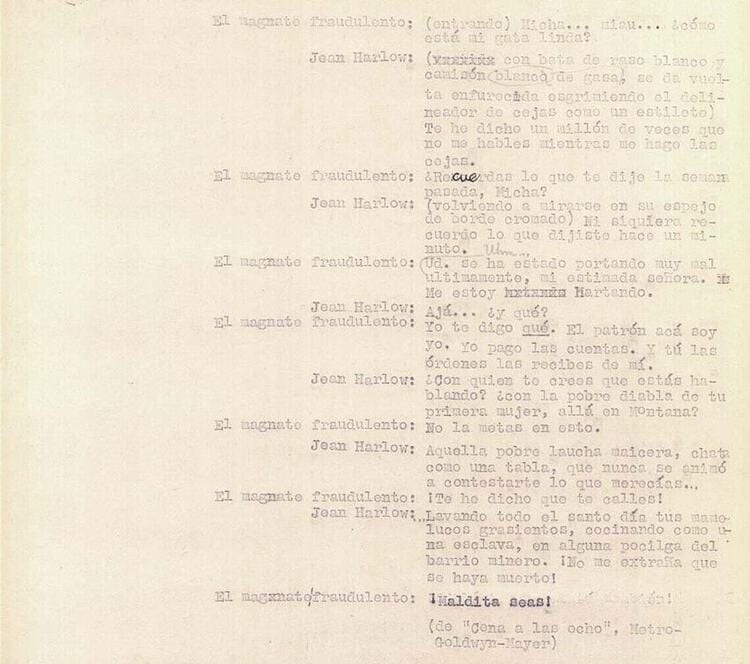 El magnate fraudulento: (entrando) Micha... miau... ¿cómo
está mi gata linda?
Jean Harlow: ( con bata de raso blanco y
camisón blanco de gasa, se da vuel-
ta enfurecida esgrimiendo el deli-
neador de cejas como un estilete)
Te he dicho un millón de veces que
no me hables mientras me hago las
cejas.
El magnate fraudulento: ¿Recuerdas lo que te dije la seman
pasada, Micha?
Jean Harlow: (volviendo a mirarse en su espejo
de borde cromado) Ni siquiera re-
cuerdo lo que dijiste hace un mi-
nuto.
El magnate fraudulento: Ud. se ha estado portando muy mal
ultimamente, mi estimada señora.
Me estoy Hartando.
Jean Harlow: Ajá... ¿y qué?
El magnate fraudulento: Yo te digo qué. El patrón acá soy
yo. Yo pago las cuentas. Y tú las
órdenes las recibes de mí.
Jean Harlow: ¿Con quien te crees que estás ha-
blando? ¿con la pobre diabla de tu
primera mujer, allá en Montana?
El magnate fraudulento: No la metas en esto.
Jean Harlow: Aquella pobre laucha maicera, chata
como una tabla, que nunca se animó
a contestarte lo que merecías...
El magnate fraudulento: ¡Te he dicho que te calles!
Jean Harlow: ..Lavando todo el santo día tus mame-
lucos grasientos, cocinando como u-
na esclava, en alguna pocilga del
barrio minero. ¡No me extraña que
se haya muerto!
El magnate fraudulento: ¡Maldita seas!
(de "Cena a las ocho", Metro-
Goldwyn-Mayer)